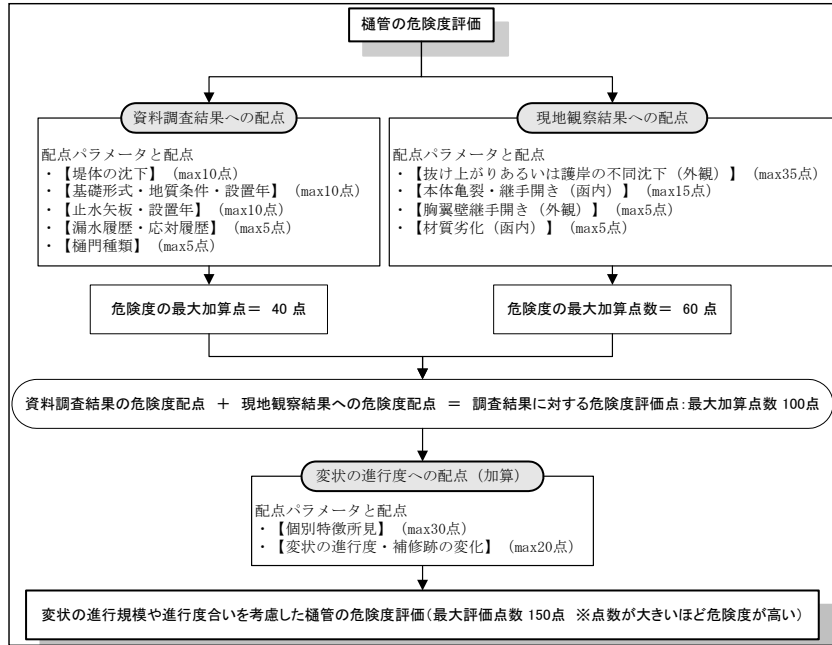 樋管の危険度評価
資料調査結果への配点
配点パラメータと配点
・【堤体の沈下】（max10点）
・【基礎形式・地質条件・設置年】（max10点）
・【止水矢板・設置年】（max10点）
・【漏水履歴・応対履歴】（max5点）
・【樋門種類】（max5点）
現地観察結果への配点
配点パラメータと配点
・【抜け上がりあるいは護岸の不同沈下（外観）】（max35点）
・【本体亀裂・継手開き（函内）】（max15点）
・【胸翼壁継手開き（外観）】（max5点）
・【材質劣化（函内）】（max5点）
危険度の最大加算点＝ 40 点
危険度の最大加算点数＝ 60 点
資料調査結果の危険度配点 ＋ 現地観察結果への危険度配点 ＝ 調査結果に対する危険度評価点：最大加算点数 100点
変状の進行度への配点（加算）
配点パラメータと配点
・【個別特徴所見】（max30点）
・【変状の進行度・補修跡の変化】（max20点）
変状の進行規模や進行度合いを考慮した樋管の危険度評価（最大評価点数 150点 ※点数が大きいほど危険度が高い）